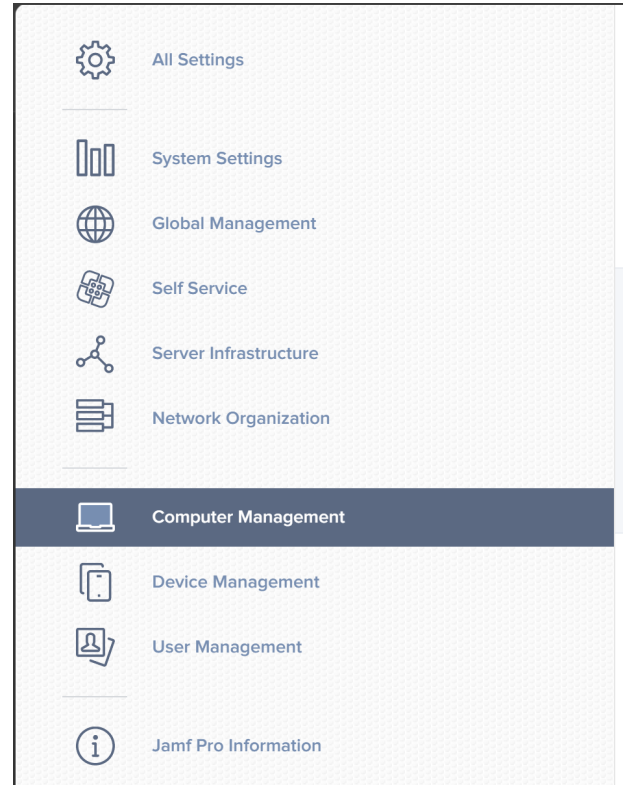 All Settings
System Settings
Global Management
Self Service
Server Infrastructure
Network Organization
Computer Management
Device Management
User Management
Jamf Pro Information